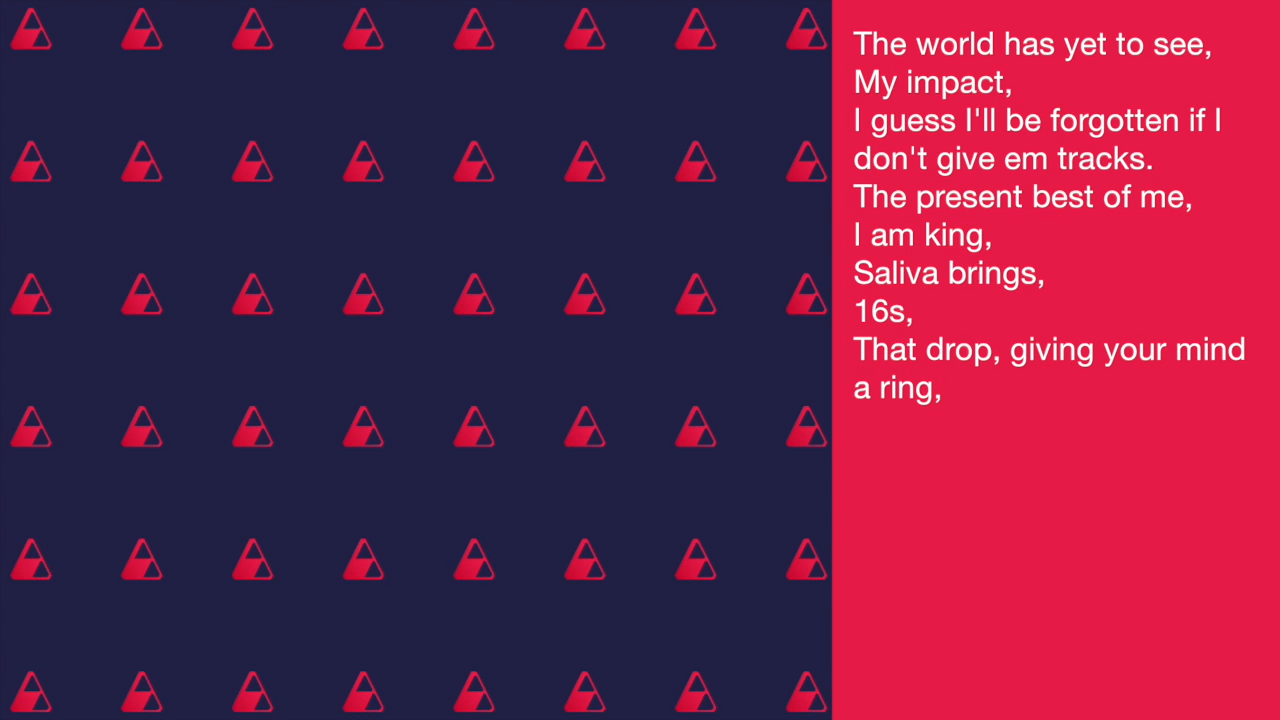 The world has yet to see,
My impact,
I guess I'll be forgotten if I
don't give em tracks.
The present best of me,
I am king,
Saliva brings,
16s,
That drop, giving your mind
a ring,